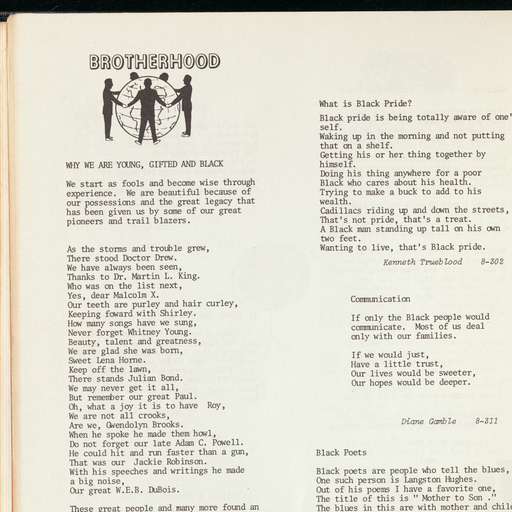 BROTHERHOOD
WHY WE ARE YOUNG, GIFTED AND BLACK
We start as fools and become wise through
experience. We are beautiful because of
our possessions and the great legacy that
has been given us by some of our great
pioneers and trail blazers.
As the storms and trouble grew,
There stood Doctor Drew.
We have always been seen,
Thanks to Dr. Martin L. King.
Who was on the list next,
Yes, dear Malcolm X.
Our teeth are purley and hair curley,
Keeping foward with Shirley.
How many songs have we sung,
Never forget Whitney Young.
Beauty, talent and greatness,
We are glad she was born,
Sweet Lena Horne.
Keep off the lawn,
There stands Julian Bond.
We may never get it all,
But remember our great Paul.
Oh, what a joy it is to have Roy,
We are not all crooks,
Are we, Gwendolyn Brooks.
When he spoke he made them howl,
Do not forget our late Adam C. Powell.
He could hit and run faster than a gun,
That was our Jackie Robinson.
With his speeches and writings he made
a big noise,
Our great W.E.B. DuBois.
These great people and many more found an
What is Black Pride?
Black pride is being totally aware of one'
self.
Waking up in the morning and not putting
that on a shelf.
Getting his or her thing together by
himself.
Doing his thing anywhere for a poor
Black who cares about his health.
Trying to make a buck to add to his
wealth.
Cadillacs riding up and down the streets,
That's not pride, that's a treat.
A Black man standing up tall on his own
two feet.
Wanting to live, that's Black pride.
Kenneth Trueblood 8-302
Communication
If only the Black people would
communicate. Most of us deal
only with our families.
If we would just,
Have a little trust,
Our lives would be sweeter,
Our hopes would be deeper.
Diane Gamble 8-311
Black Poets
Black poets are people who tell the blues,
One such person is Langston Hughes.
Out of his poems I have a favorite one,
The title of this is " Mother to Son ."
The blues in this are with mother and child